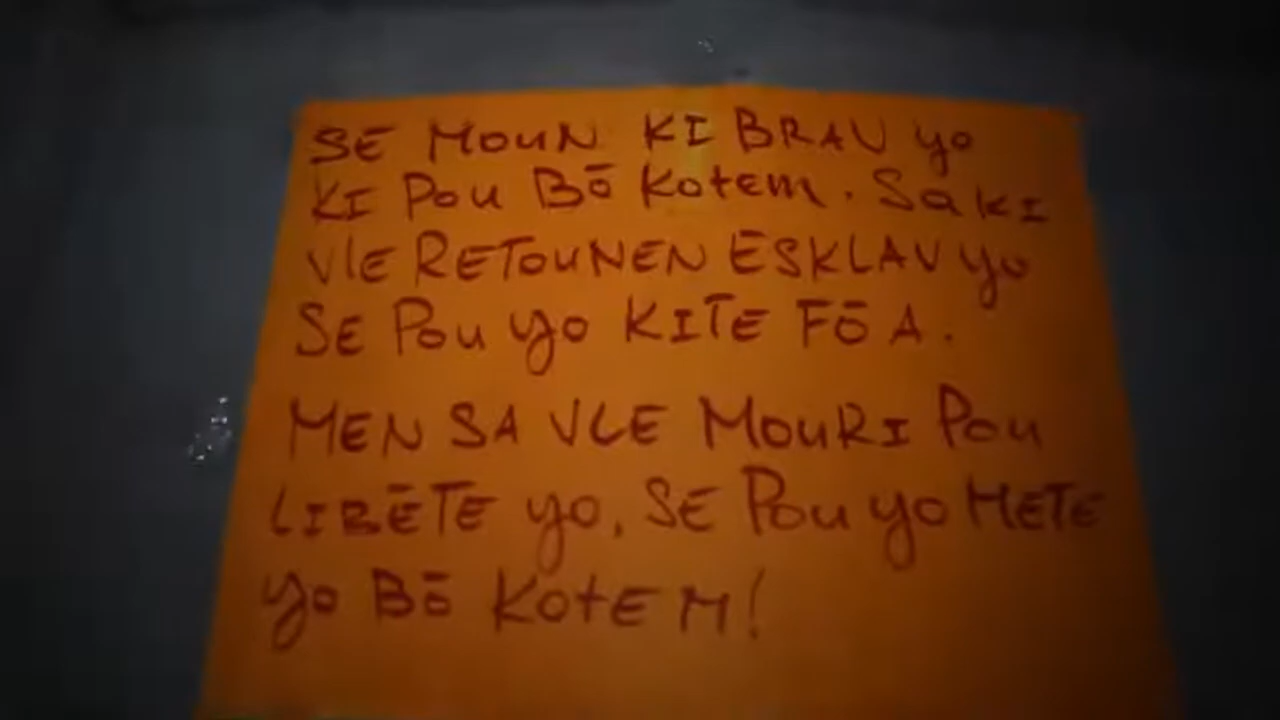 SE MOUN KI BRAV yo
KI POU BŌ KOTEM. SAKI
VLE RETOUNEN ESKLAV yo
SE POU yo KITE FŌ A.
MEN SA VLE MOURI POU
LIBĒTE yo, SE POU yo METE
yo BŌ KOTEM!